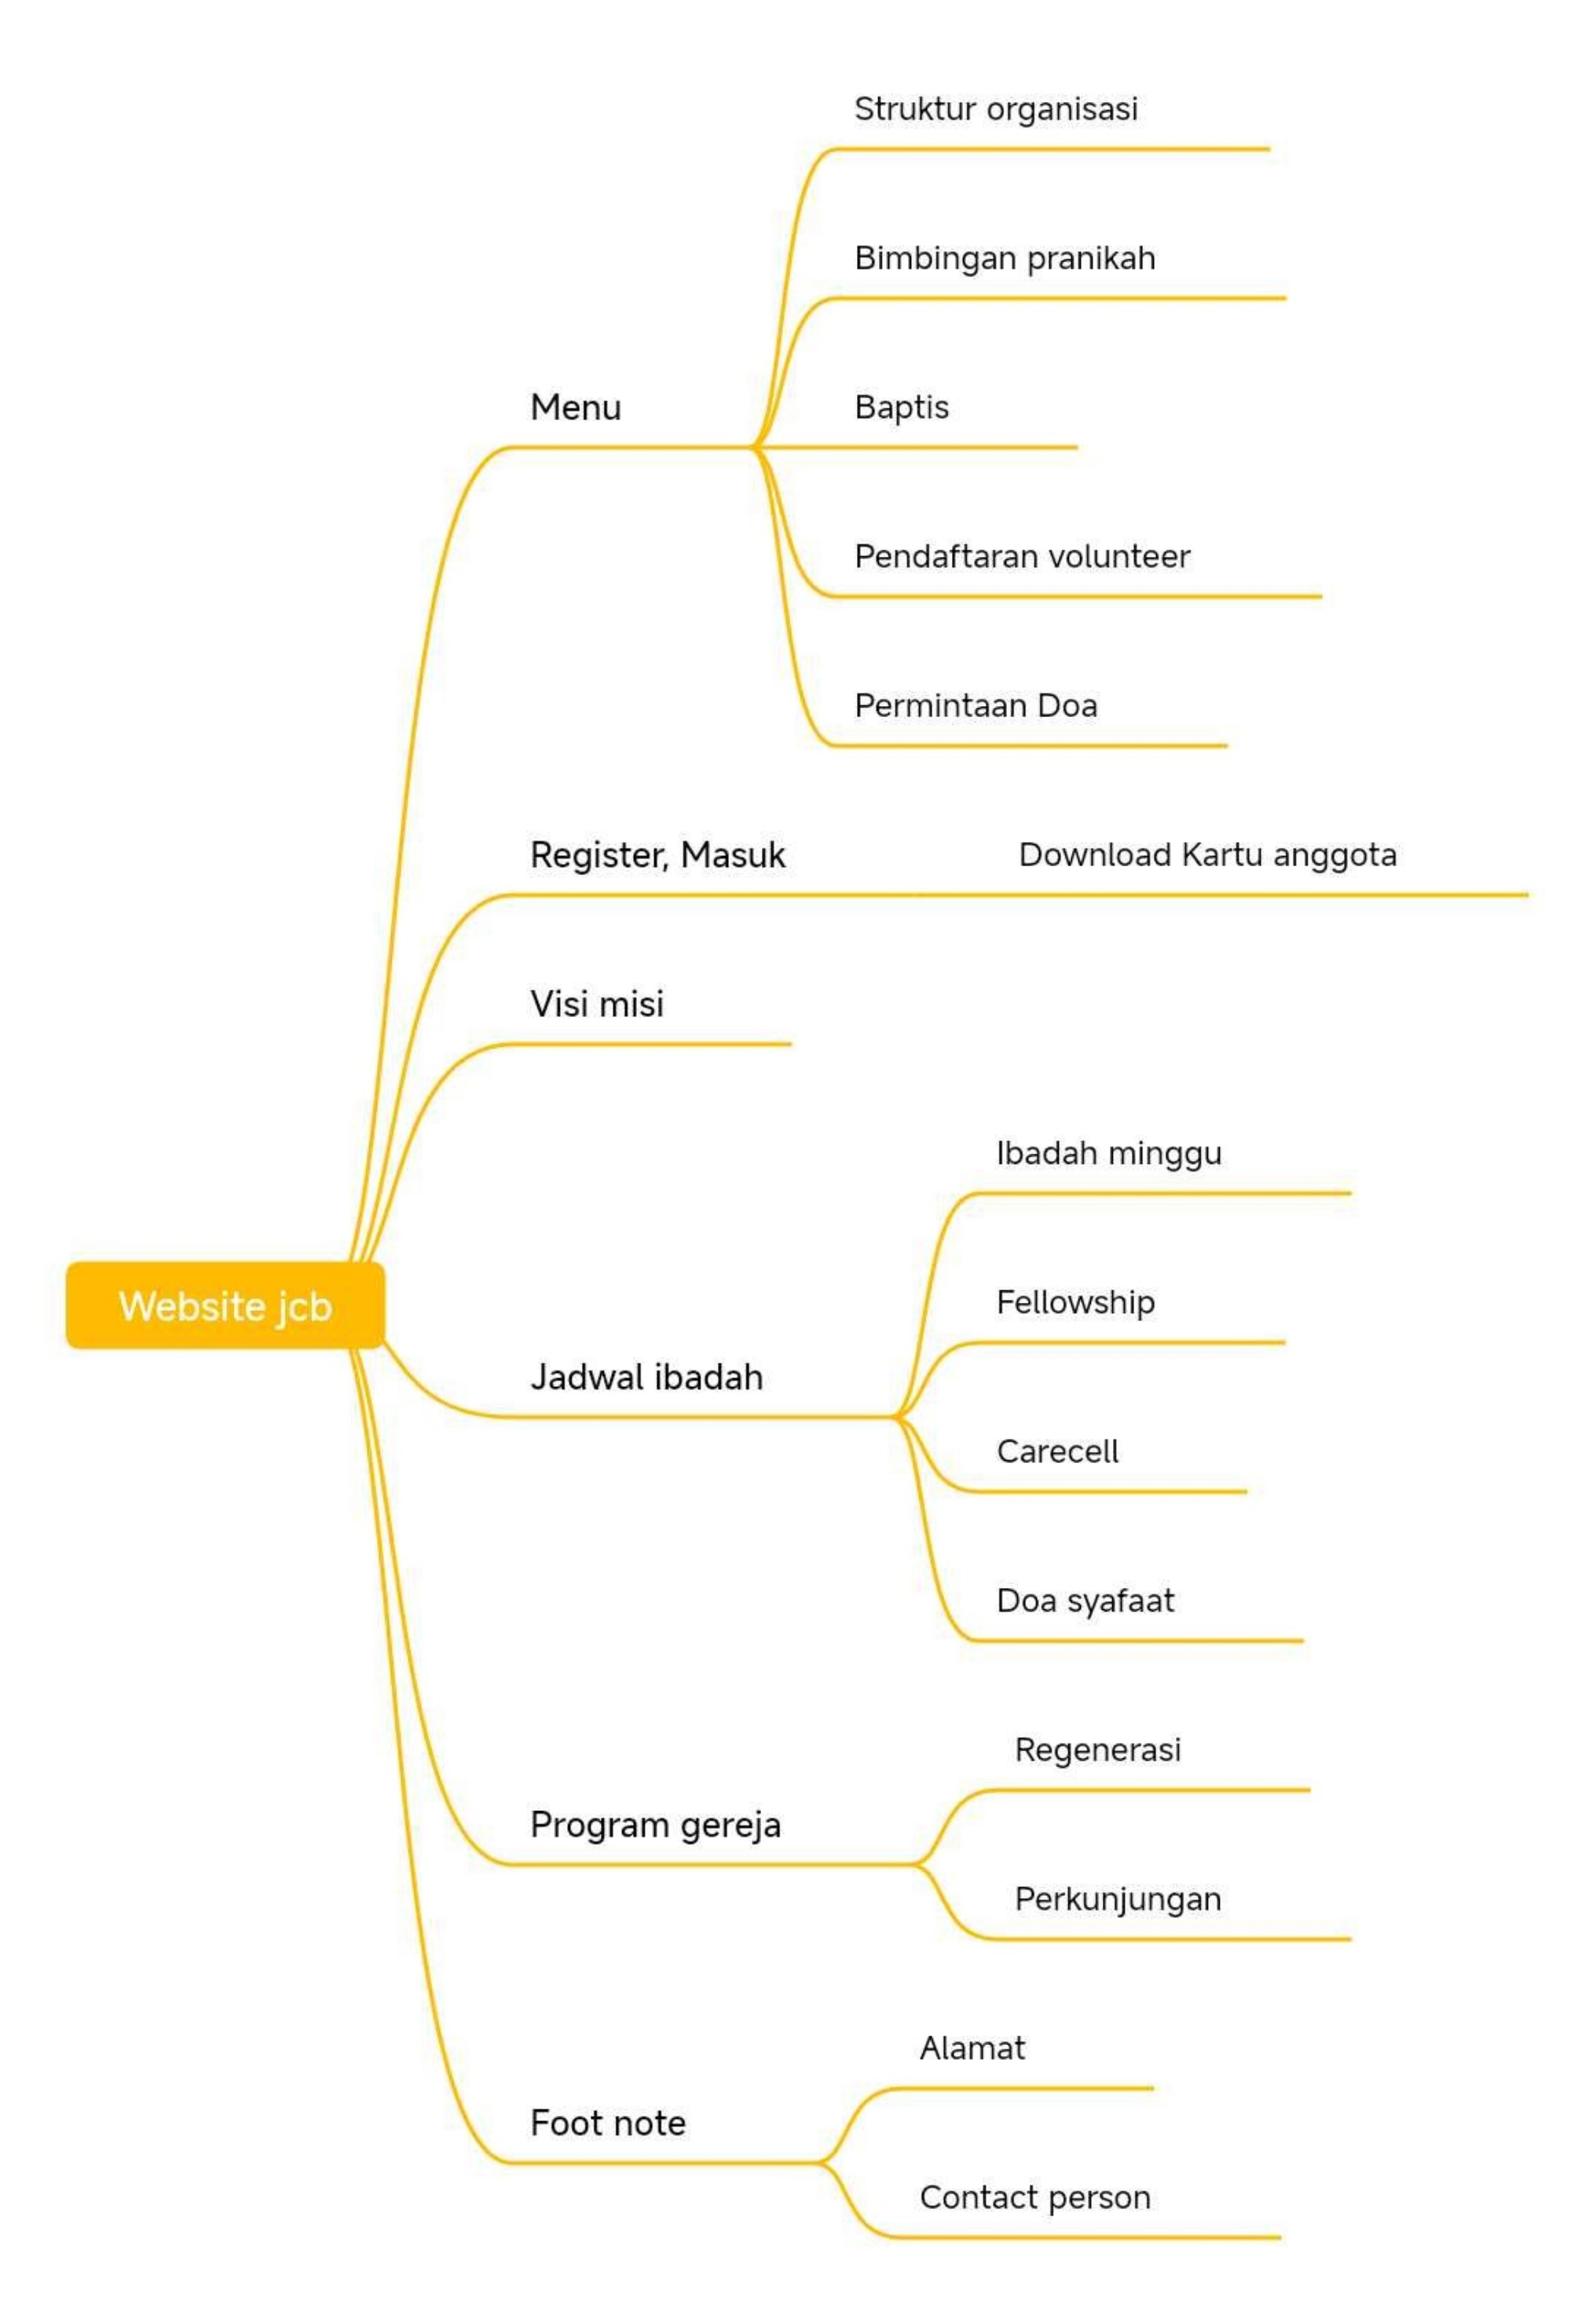 Struktur organisasi
Bimbingan pranikah
Menu
Baptis
Pendaftaran volunteer
Permintaan Doa
Register, Masuk
Download Kartu anggota
Visi misi
Ibadah minggu
Fellowship
Website jcb
Jadwal ibadah
Carecell
Doa syafaat
Regenerasi
Program gereja
Perkunjungan
Alamat
Foot note
Contact person